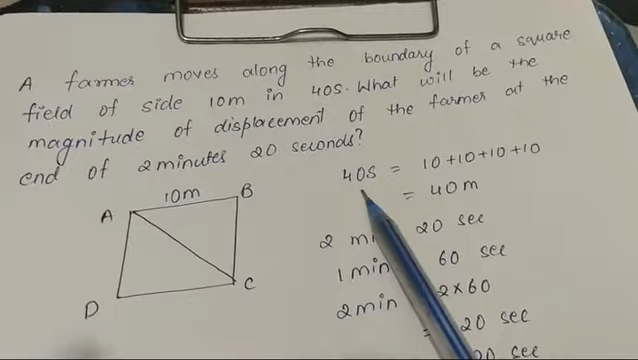 A farmer moves along the boundary of a square
field of side 10m in 40s. What will be the
magnitude of displacement of the farmer at the
end of 2 minutes 20 seconds?
10m
A
B
D
C
40S = 10+10+10+10
= 40m
2 20 sec
1 min 60 sec
2min 2×60
= 20 sec
20 sec